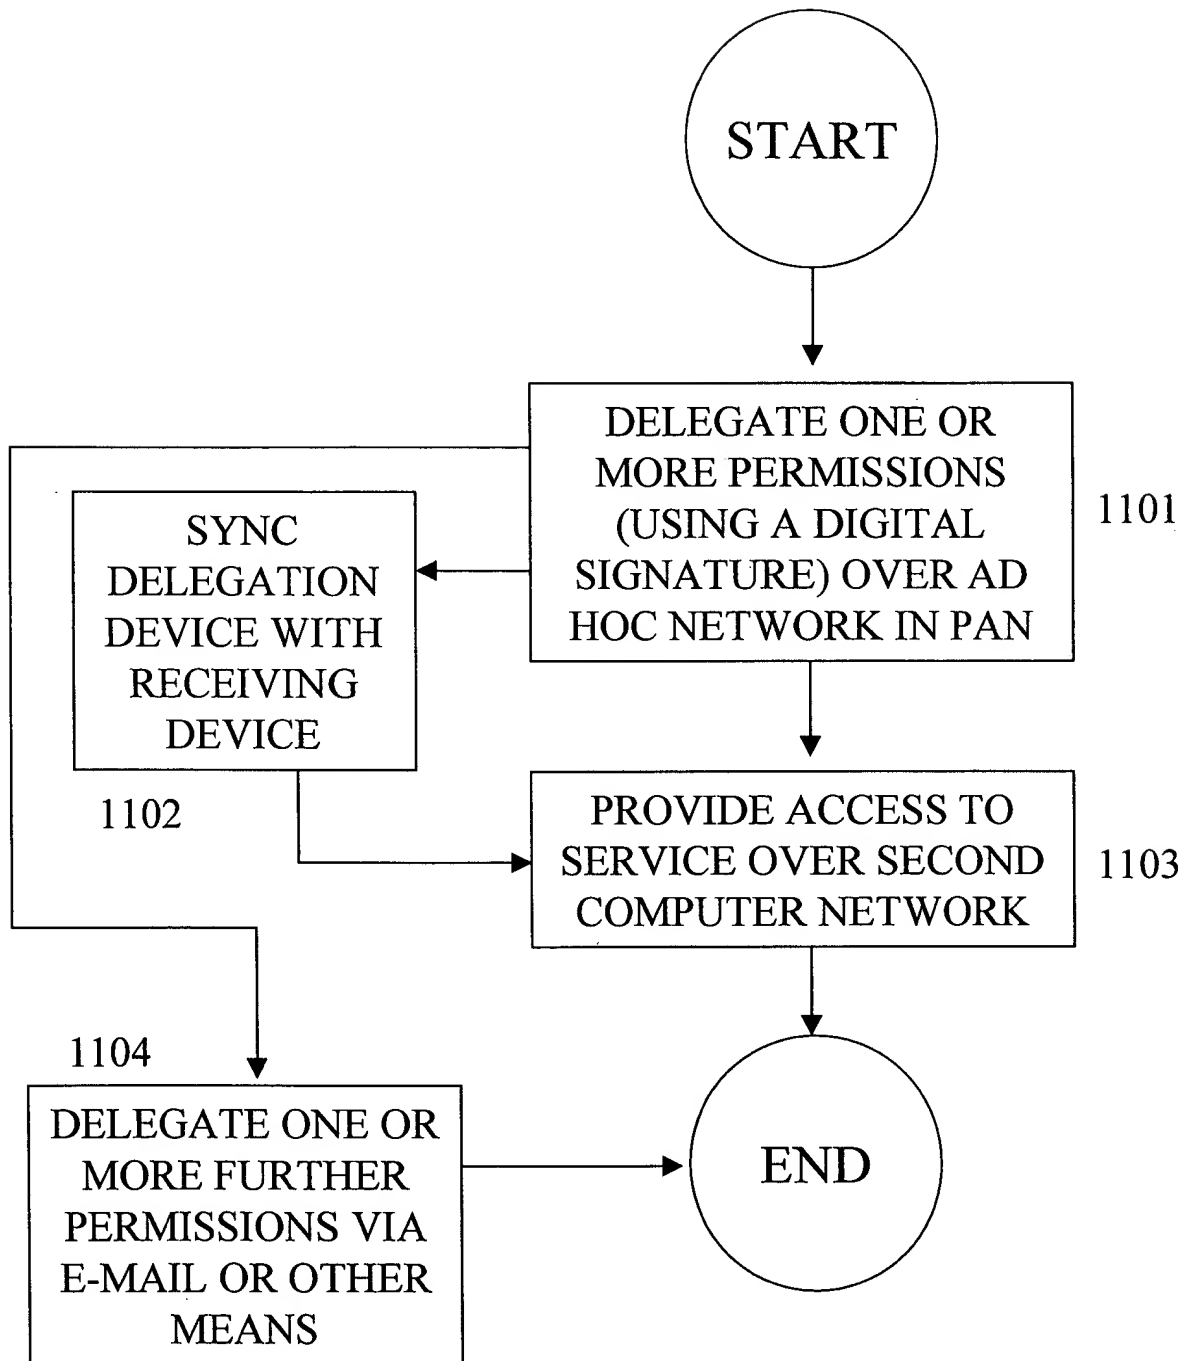 START
DELEGATE ONE OR
MORE PERMISSIONS
(USING A DIGITAL
SIGNATURE) OVER AD
HOC NETWORK IN PAN
1101
SYNC
DELEGATION
DEVICE WITH
RECEIVING
DEVICE
1102
PROVIDE ACCESS TO
SERVICE OVER SECOND
COMPUTER NETWORK
1103
1104
DELEGATE ONE OR
MORE FURTHER
PERMISSIONS VIA
E-MAIL OR OTHER
MEANS
END